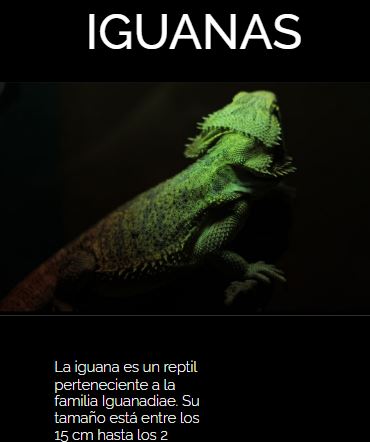 IGUANAS
La iguana es un reptil
perteneciente a la
familia Iguanadiae. Su
tamaño está entre los
15 cm hasta los 2